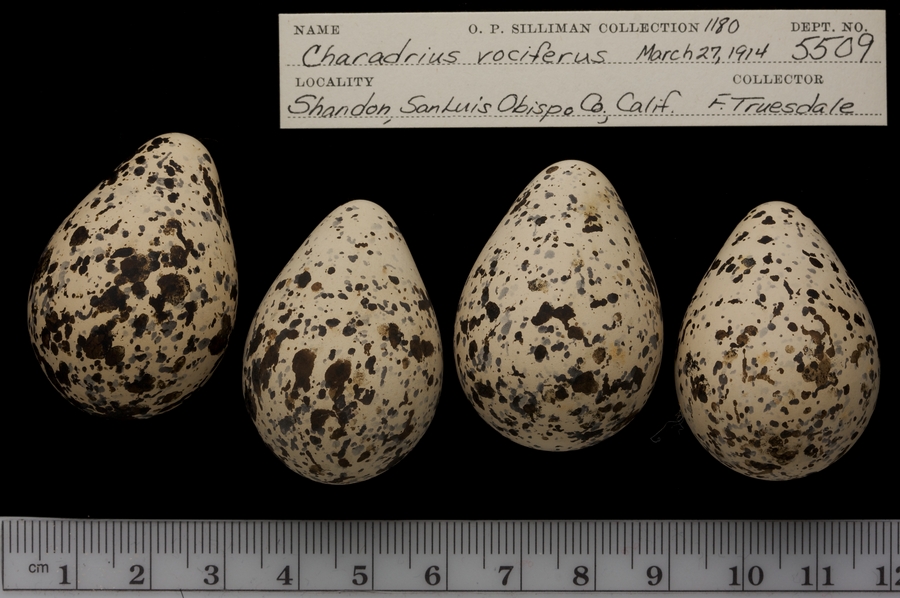 NAME O. P. SILLIMAN COLLECTION 1180 DEPT. NO.
Charadrius vociferus March 27, 1914 5509
LOCALITY COLLECTOR
Shandon, San Luis Obispo Co., Calif. F. Truesdale
cm 1 2 3 4 5 6 7 8 9 10 11 12